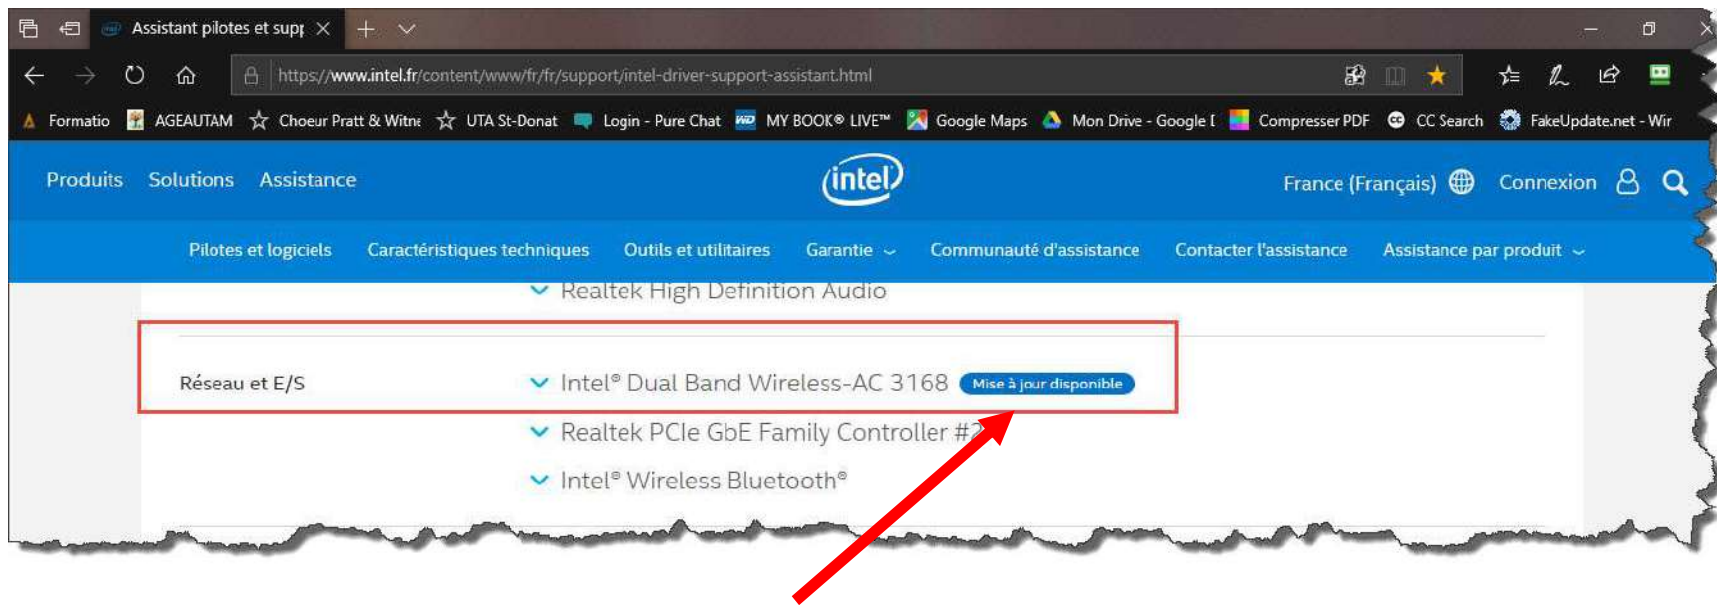 Assistant pilotes et supp
https://www.intel.fr/content/www/fr/fr/support/intel-driver-support-assistant.html
Formatio AGEAUTAM Choeur Pratt & Witne UTA St-Donat Login - Pure Chat WD MY BOOK® LIVE™ Google Maps Mon Drive - Google D CC Compresser PDF CC Search FakeUpdate.net - Wir
Produits Solutions Assistance intel France (Français) Connexion
Pilotes et logiciels Caractéristiques techniques Outils et utilitaires Garantie Communauté d'assistance Contacter l'assistance Assistance par produit
Realtek High Definition Audio
Réseau et E/S Intel® Dual Band Wireless-AC 3168 Mise à jour disponible
Realtek PCIe GbE Family Controller #2
Intel® Wireless Bluetooth®